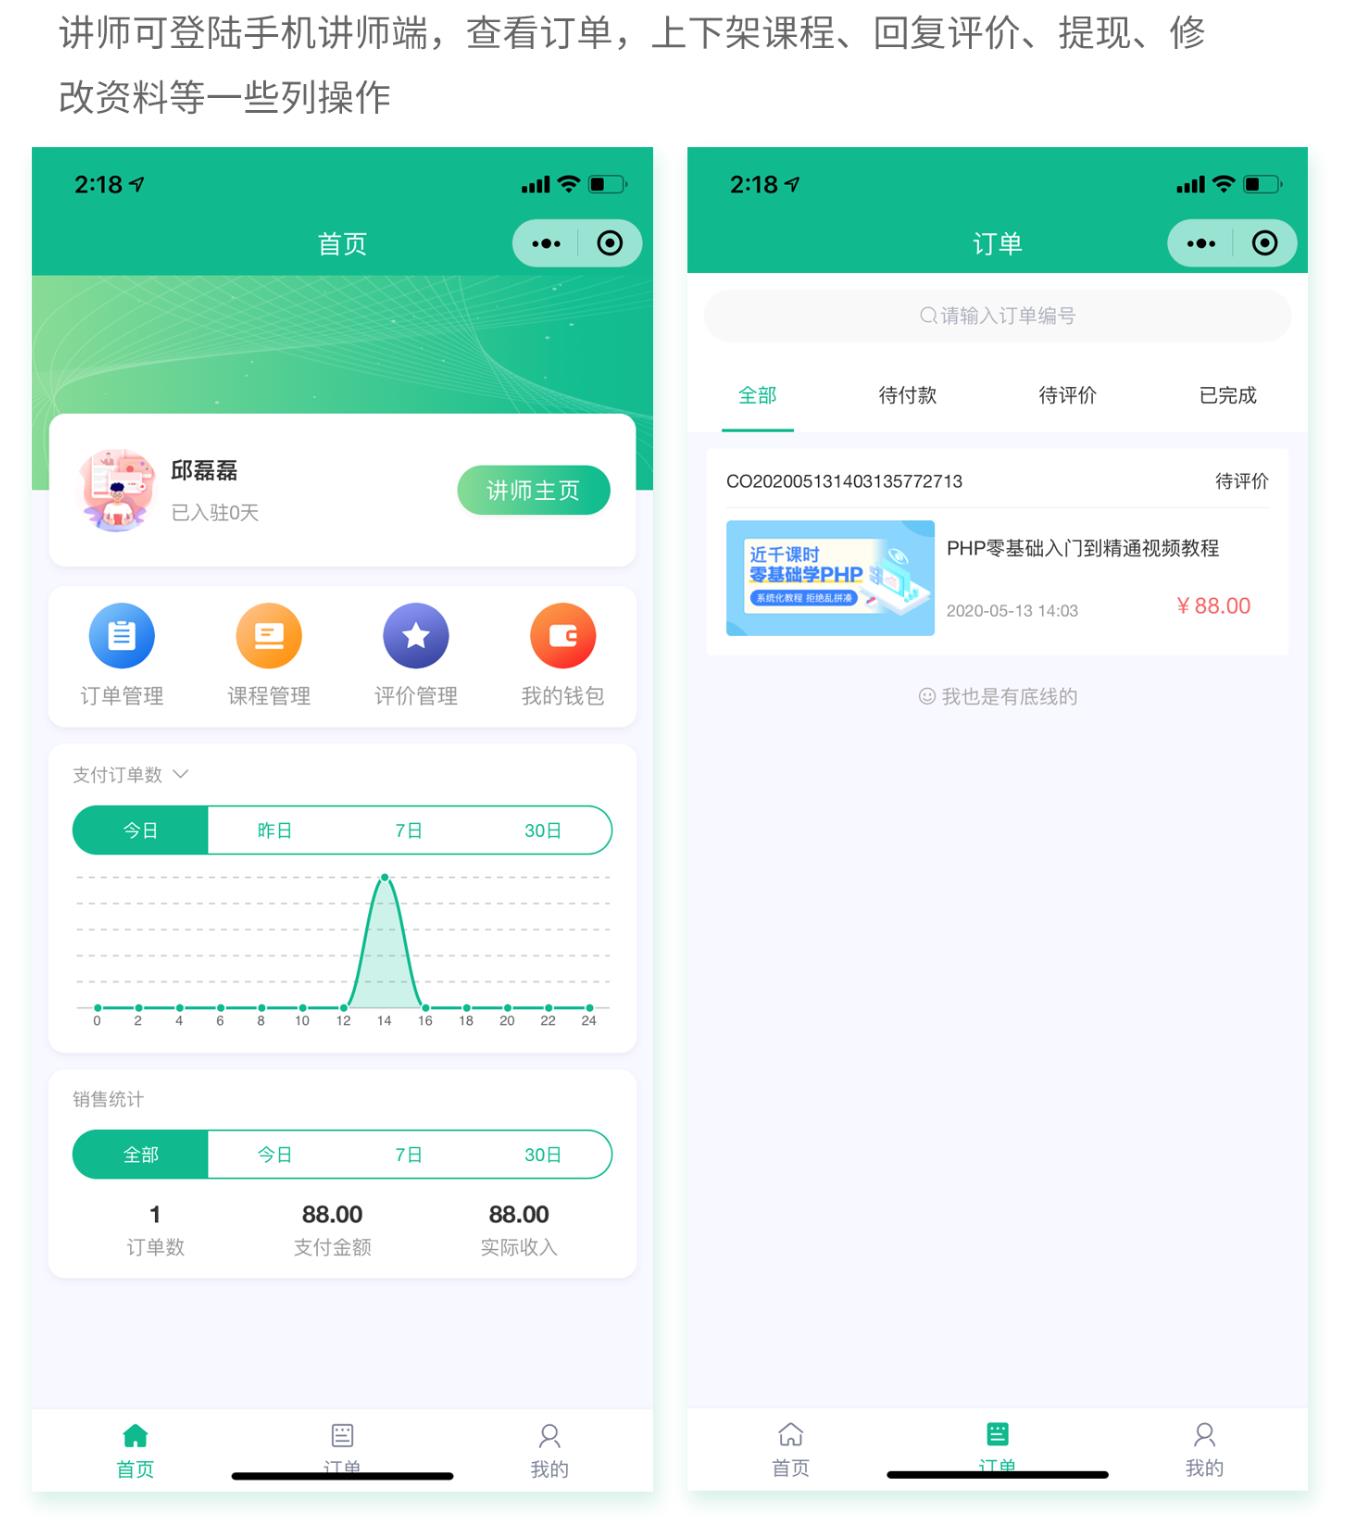 讲师可登陆手机讲师端，查看订单，上下架课程、回复评价、提现、修
改资料等一些列操作
2:18
首页
邱磊磊
已入驻0天
讲师主页
订单管理 课程管理 评价管理 我的钱包
支付订单数
今日 昨日 7日 30日
0 2 4 6 8 10 12 14 16 18 20 22 24
销售统计
全部 今日 7日 30日
1 88.00 88.00
订单数 支付金额 实际收入
首页 订单 我的
2:18
订单
请输入订单编号
全部 待付款 待评价 已完成
CO202005131403135772713 待评价
近千课时
零基础学PHP
系统化教程 拒绝乱拼凑
PHP零基础入门到精通视频教程
2020-05-13 14:03 ¥88.00
我也是有底线的
首页 订单 我的